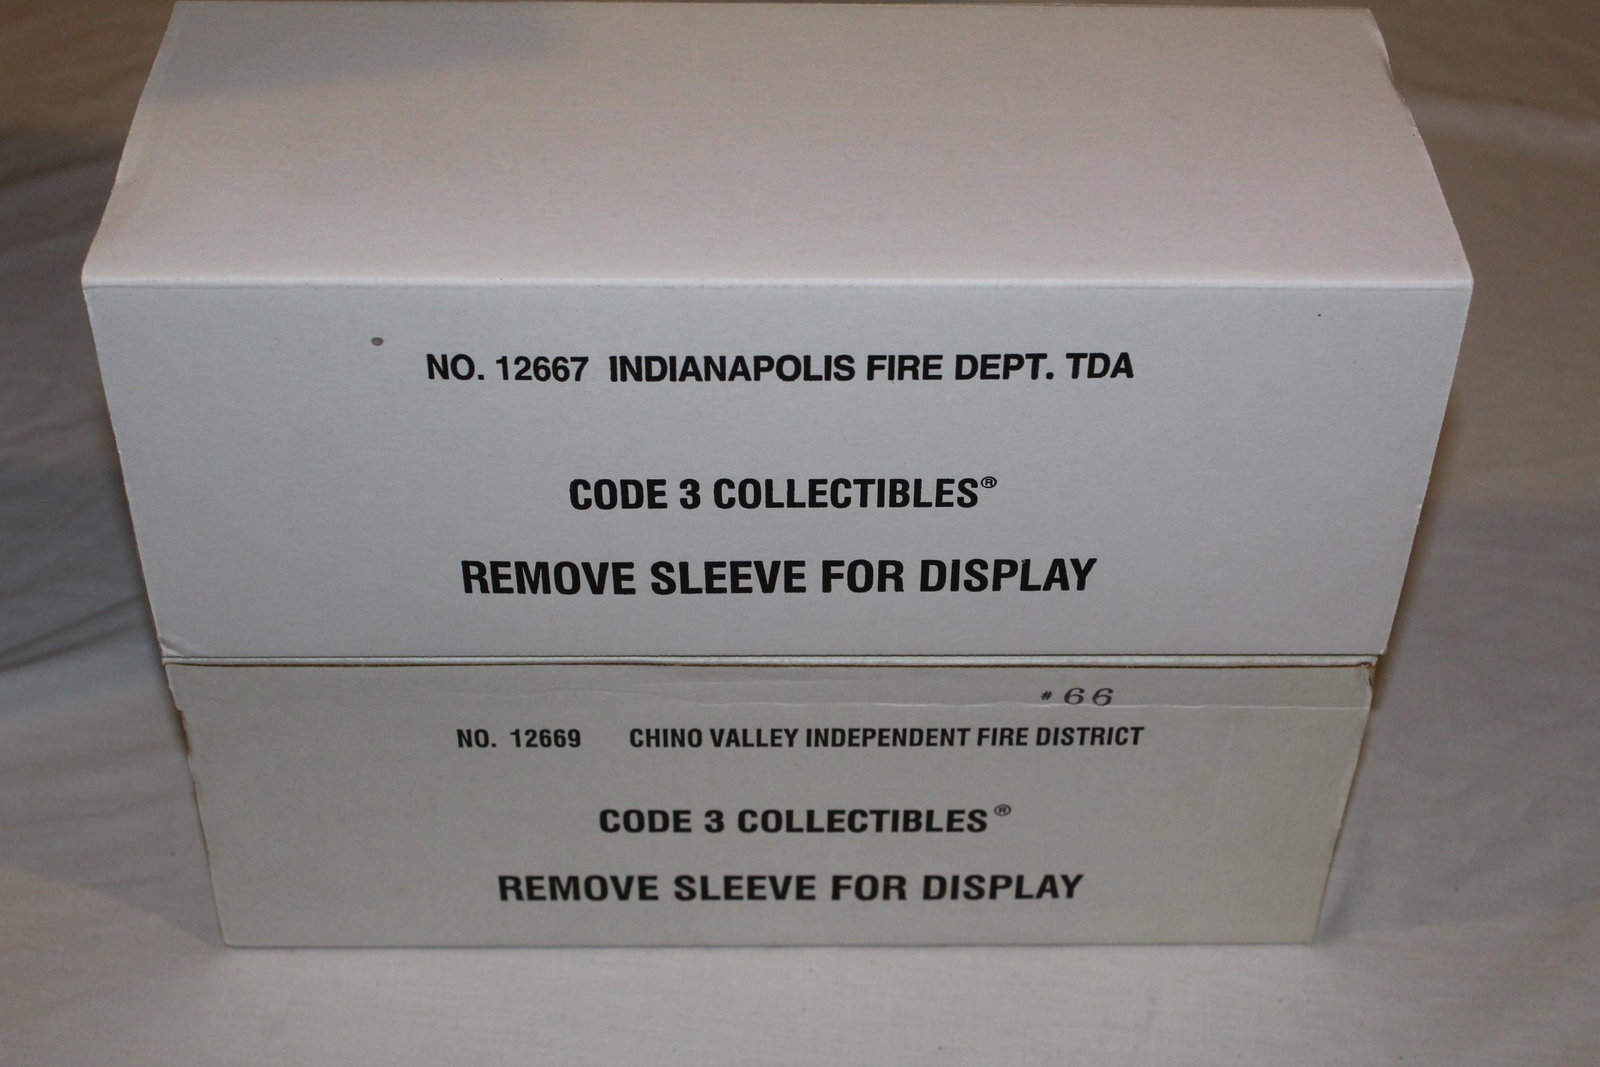 NO. 12667 INDIANAPOLIS FIRE DEPT. TDA
CODE 3 COLLECTIBLES®
REMOVE SLEEVE FOR DISPLAY
#66
NO. 12669 CHINO VALLEY INDEPENDENT FIRE DISTRICT
CODE 3 COLLECTIBLES®
REMOVE SLEEVE FOR DISPLAY